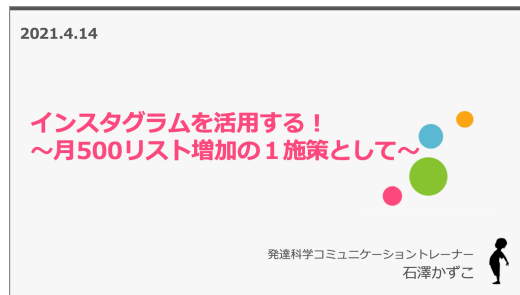 2021.4.14
インスタグラムを活用する！
～月500リスト増加の１施策として～
発達科学コミュニケーショントレーナー
石澤かずこ